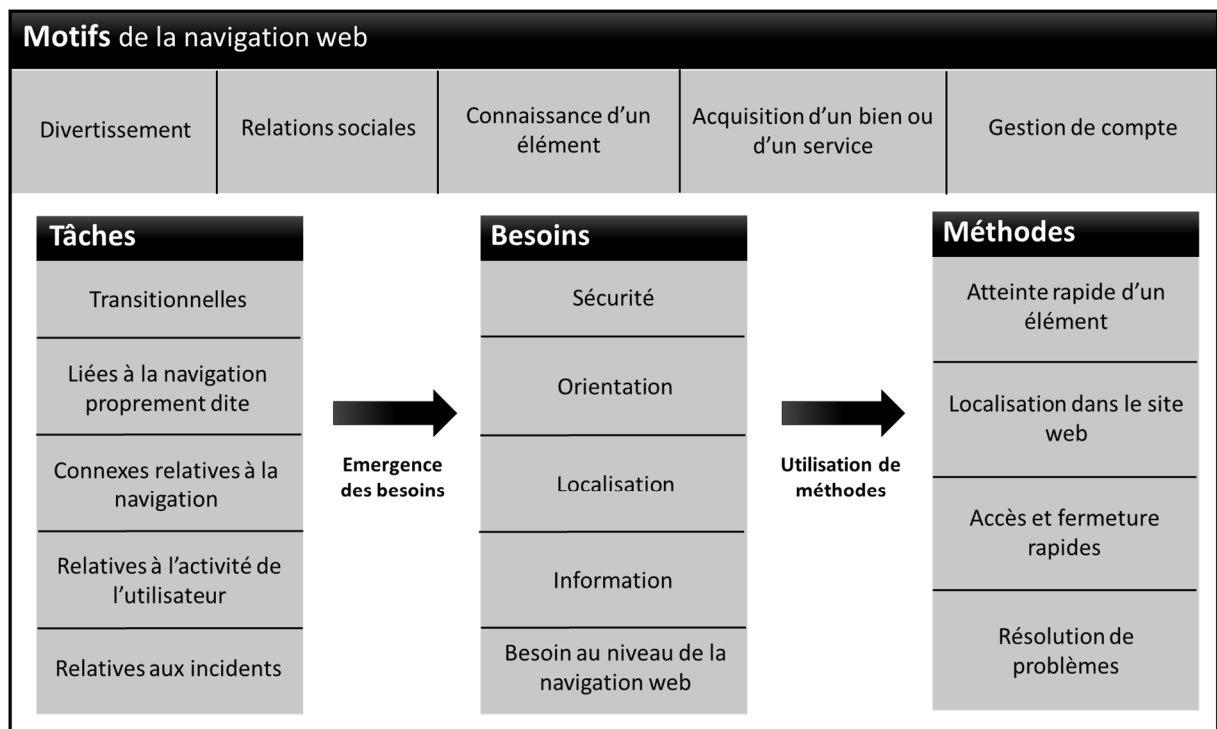 Motifs de la navigation web
Divertissement
Relations sociales
Connaissance d'un
élément
Acquisition d'un bien ou
d'un service
Gestion de compte
Tâches
Transitionnelles
Liées à la navigation
proprement dite
Connexes relatives à la
navigation
Relatives à l'activité de
l'utilisateur
Relatives aux incidents
Emergence
des besoins
Besoins
Sécurité
Orientation
Localisation
Information
Besoin au niveau de la
navigation web
Utilisation de
méthodes
Méthodes
Atteinte rapide d'un
élément
Localisation dans le site
web
Accès et fermeture
rapides
Résolution de
problèmes